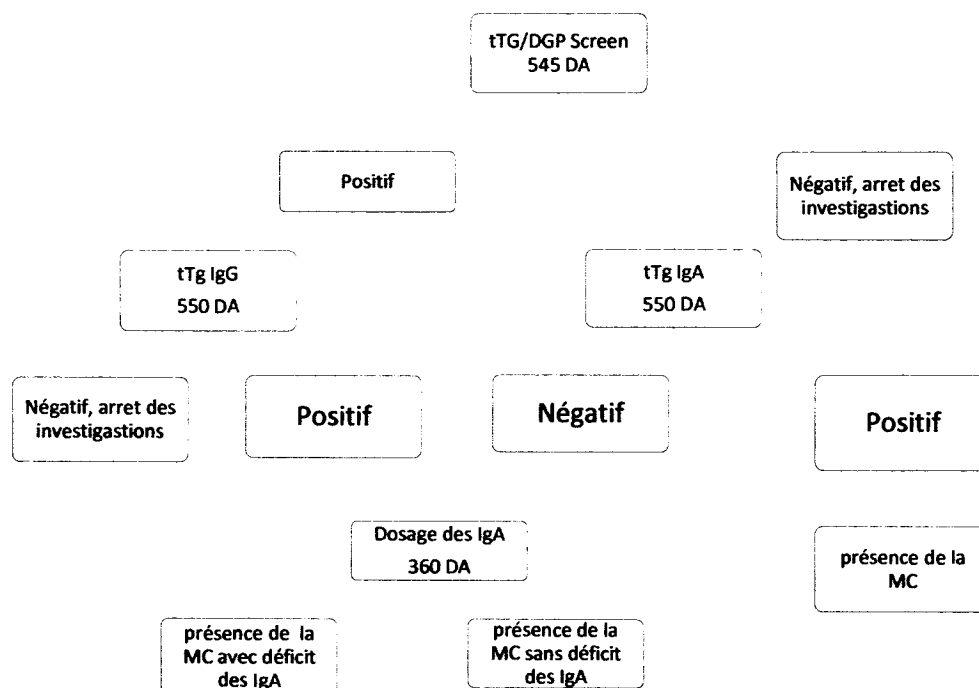 tTG/DGP Screen
545 DA
Positif
Négatif, arret des
investigastions
tTg IgG
550 DA
tTg IgA
550 DA
Négatif, arret des
investigastions
Positif
Négatif
Positif
Dosage des IgA
360 DA
présence de la
MC
présence de la
MC avec déficit
des IgA
présence de la
MC sans déficit
des IgA